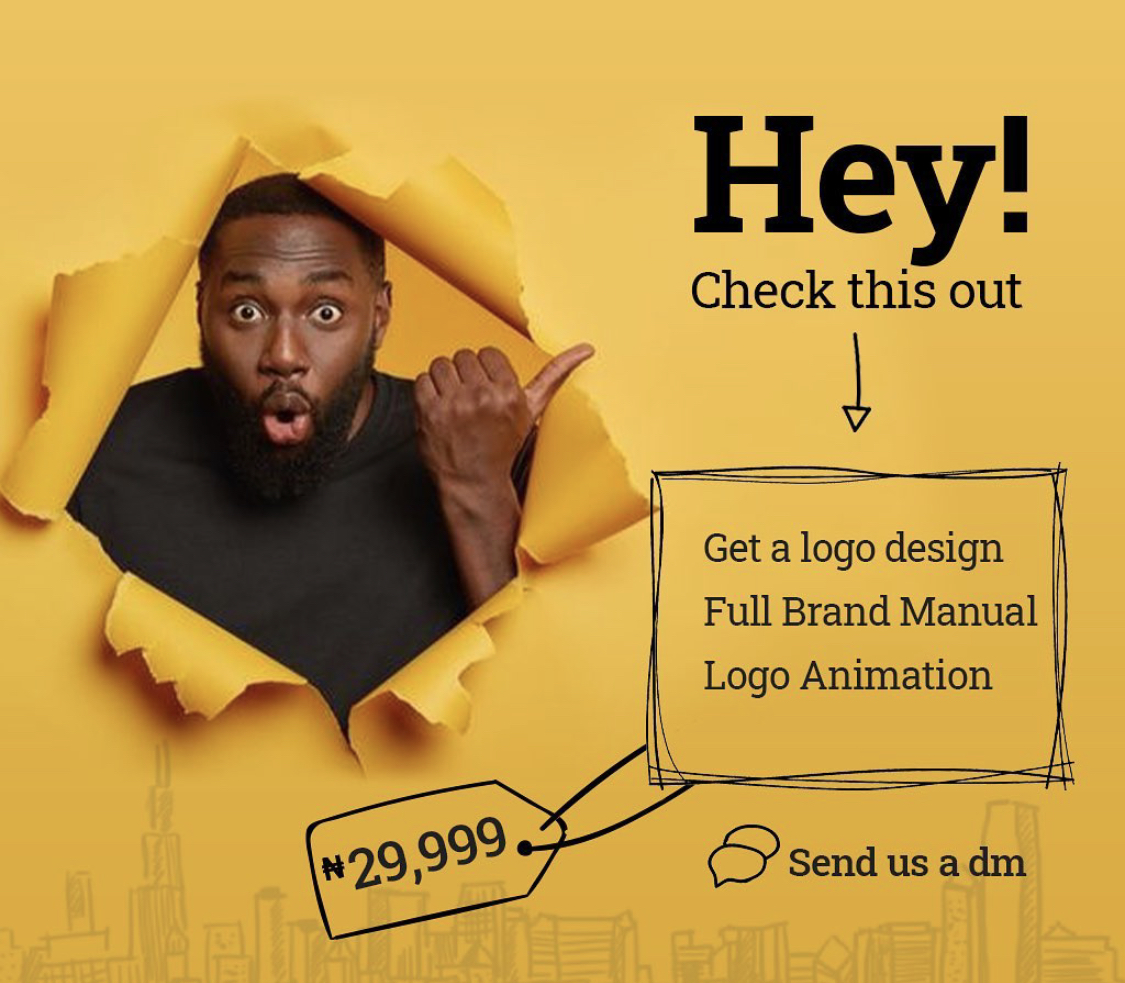 Hey!
Check this out
Get a logo design
Full Brand Manual
Logo Animation
₦29,999
Send us a dm